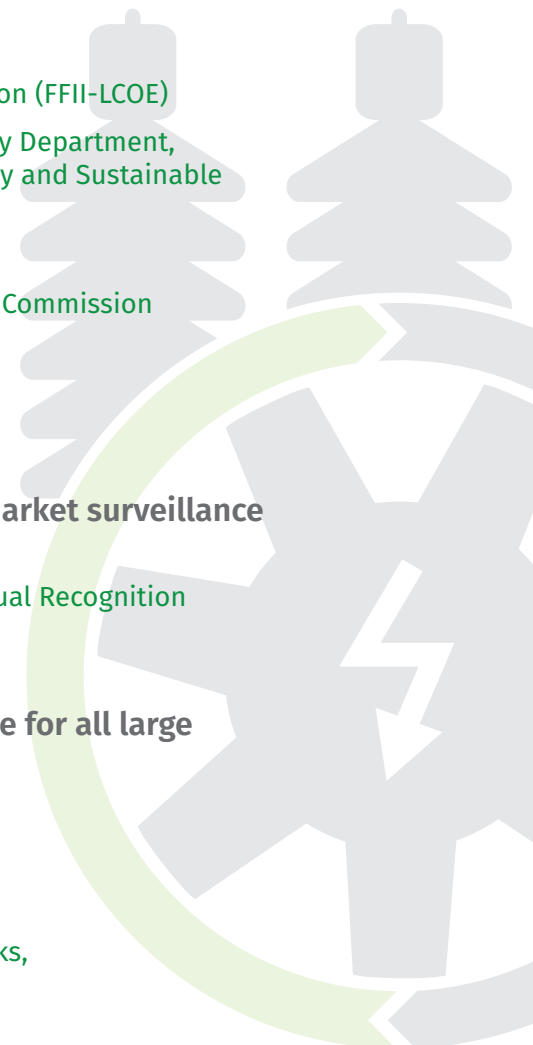 on (FFII-LCOE)
y Department,
y and Sustainable
Commission
arket surveillance
ual Recognition
e for all large
ks,